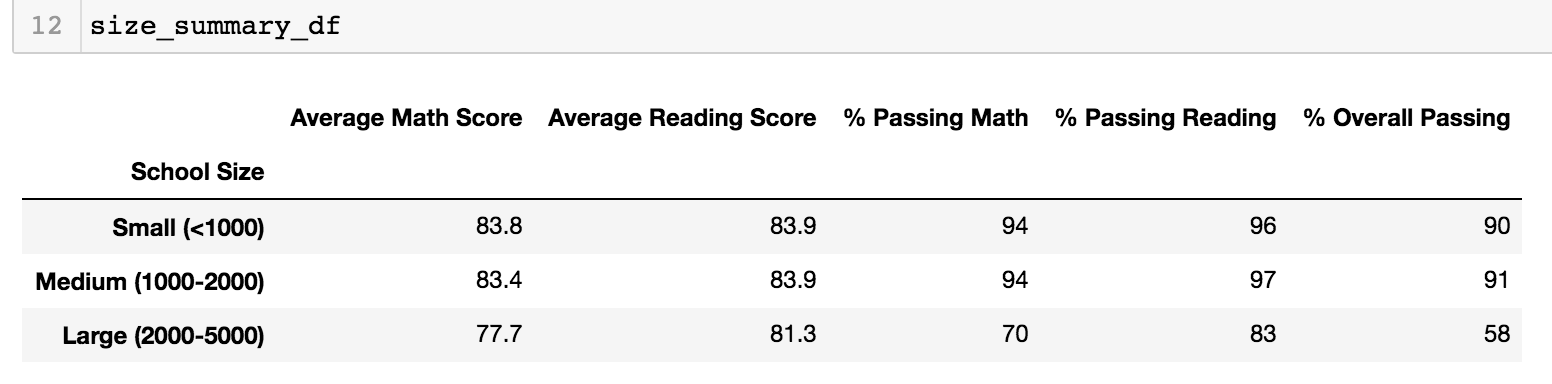 12 size_summary_df
Average Math Score Average Reading Score % Passing Math % Passing Reading % Overall Passing
School Size
Small (<1000) 83.8 83.9 94 96 90
Medium (1000-2000) 83.4 83.9 94 97 91
Large (2000-5000) 77.7 81.3 70 83 58